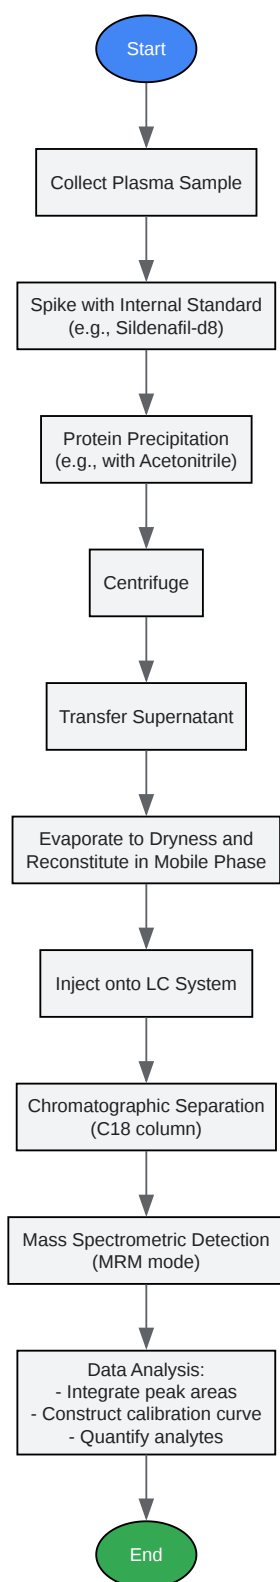 Start
Collect Plasma Sample
Spike with Internal Standard
(e.g., Sildenafil-d8)
Protein Precipitation
(e.g., with Acetonitrile)
Centrifuge
Transfer Supernatant
Evaporate to Dryness and
Reconstitute in Mobile Phase
Inject onto LC System
Chromatographic Separation
(C18 column)
Mass Spectrometric Detection
(MRM mode)
Data Analysis:
- Integrate peak areas
- Construct calibration curve
- Quantify analytes
End